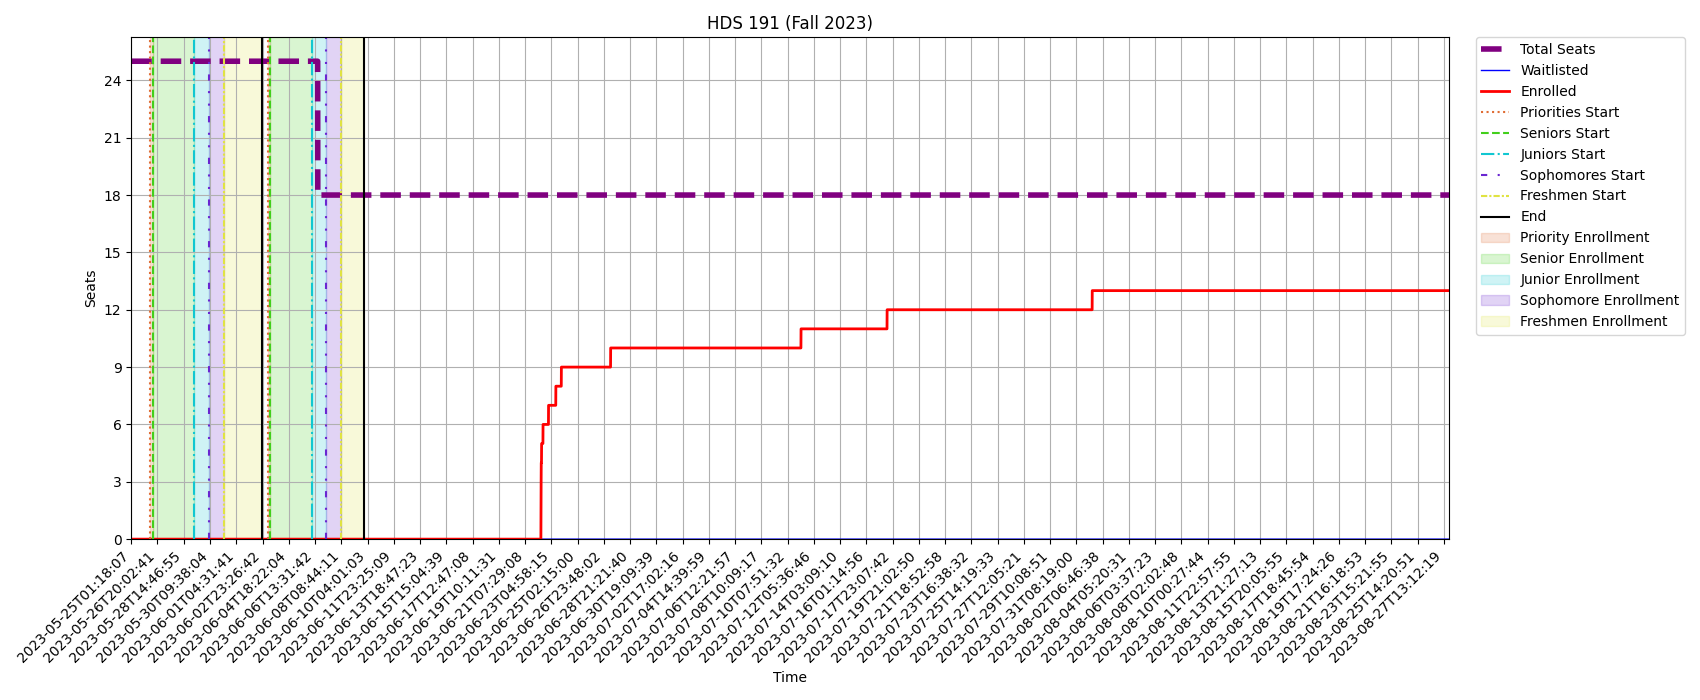 HDS 191 (Fall 2023)
Seats
24
21
18
15
12
9
6
3
0
2023-05-25T01:18:07
2023-05-26T20:02:41
2023-05-28T14:46:55
2023-05-30T09:38:04
2023-06-01T04:31:41
2023-06-02T23:26:42
2023-06-04T18:22:04
2023-06-06T13:31:42
2023-06-08T08:44:11
2023-06-10T04:01:03
2023-06-11T23:25:09
2023-06-13T18:47:23
2023-06-15T15:04:39
2023-06-17T12:47:08
2023-06-19T10:11:31
2023-06-21T07:29:08
2023-06-23T04:58:15
2023-06-25T02:15:00
2023-06-26T23:48:02
2023-06-28T21:21:40
2023-06-30T19:09:39
2023-07-02T17:02:16
2023-07-04T14:39:59
2023-07-06T12:21:57
2023-07-08T10:09:17
2023-07-10T07:51:32
2023-07-12T05:36:46
2023-07-14T03:09:10
2023-07-16T01:14:56
2023-07-17T23:07:42
2023-07-19T21:02:50
2023-07-21T18:52:58
2023-07-23T16:38:32
2023-07-25T14:19:33
2023-07-27T12:05:21
2023-07-29T10:08:51
2023-07-31T08:19:00
2023-08-02T06:46:38
2023-08-04T05:20:31
2023-08-06T03:37:23
2023-08-08T02:02:48
2023-08-10T00:27:44
2023-08-11T22:57:55
2023-08-13T21:27:13
2023-08-15T20:05:55
2023-08-17T18:45:54
2023-08-19T17:24:26
2023-08-21T16:18:53
2023-08-23T15:21:55
2023-08-25T14:20:51
2023-08-27T13:12:19
Time
Total Seats
Waitlisted
Enrolled
Priorities Start
Seniors Start
Juniors Start
Sophomores Start
Freshmen Start
End
Priority Enrollment
Senior Enrollment
Junior Enrollment
Sophomore Enrollment
Freshmen Enrollment